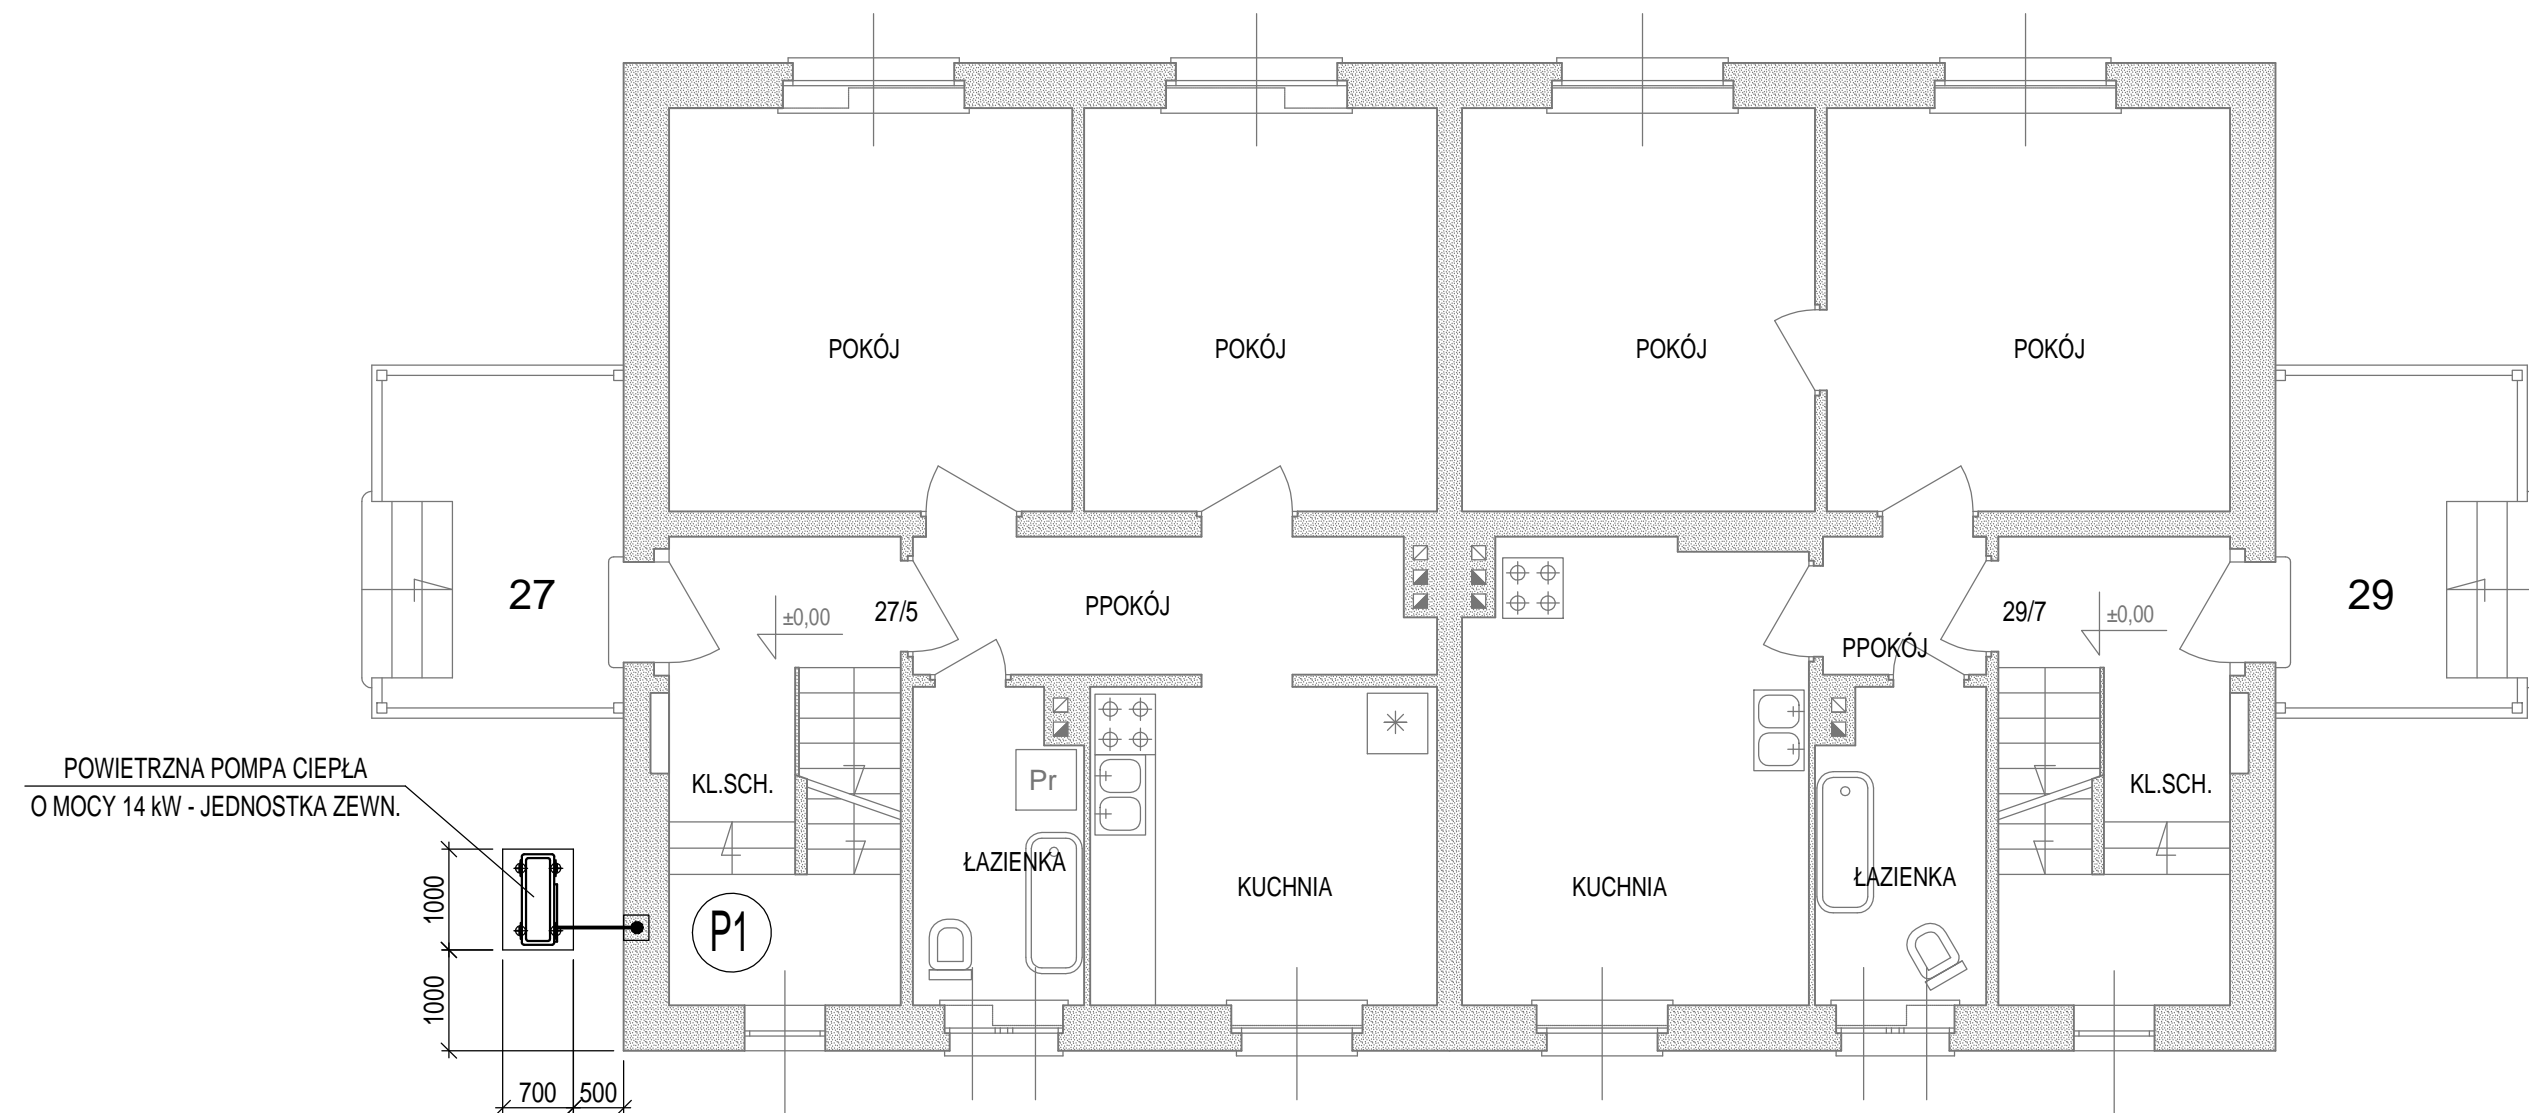 POKÓJ
POKÓJ
POKÓJ
POKÓJ
27
±0,00
27/5
PPOKÓJ
PPOKÓJ
29/7
±0,00
29
POWIETRZNA POMPA CIEPŁA
O MOCY 14 kW - JEDNOSTKA ZEWN.
KL.SCH.
Pr
KL.SCH.
ŁAZIENKA
KUCHNIA
KUCHNIA
ŁAZIENKA
1000
P1
1000
700
500